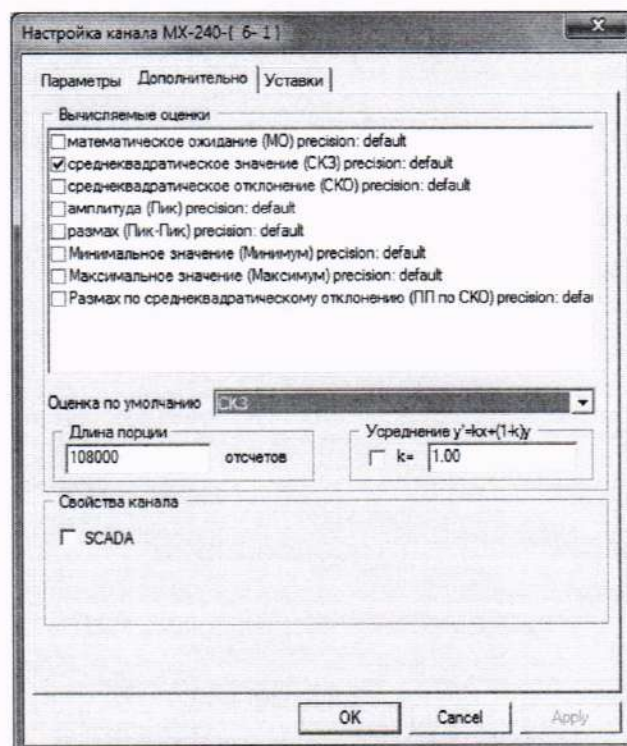 Настройка канала MX-240-{ 6- 1 }
Параметры Дополнительно Уставки
Вычисляемые оценки
математическое ожидание (МО) precision: default
среднеквадратическое значение (СКЗ) precision: default
среднеквадратическое отклонение (СКО) precision: default
амплитуда (Пик) precision: default
размах (Пик-Пик) precision: default
Минимальное значение (Минимум) precision: default
Максимальное значение (Максимум) precision: default
Размах по среднеквадратическому отклонению (ПП по СКО) precision: defa
Оценка по умолчанию СКЗ
Длина порции
108000 отсчетов
Усреднение y'=kx+(1-k)y
k= 1.00
Свойства канала
SCADA
OK Cancel Apply